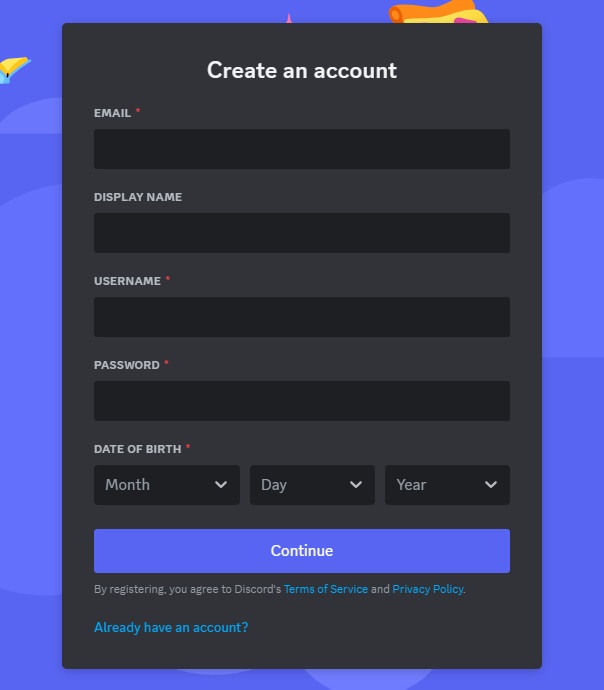 Create an account
EMAIL *
DISPLAY NAME
USERNAME *
PASSWORD *
DATE OF BIRTH *
Month Day Year
Continue
By registering, you agree to Discord's Terms of Service and Privacy Policy.
Already have an account?